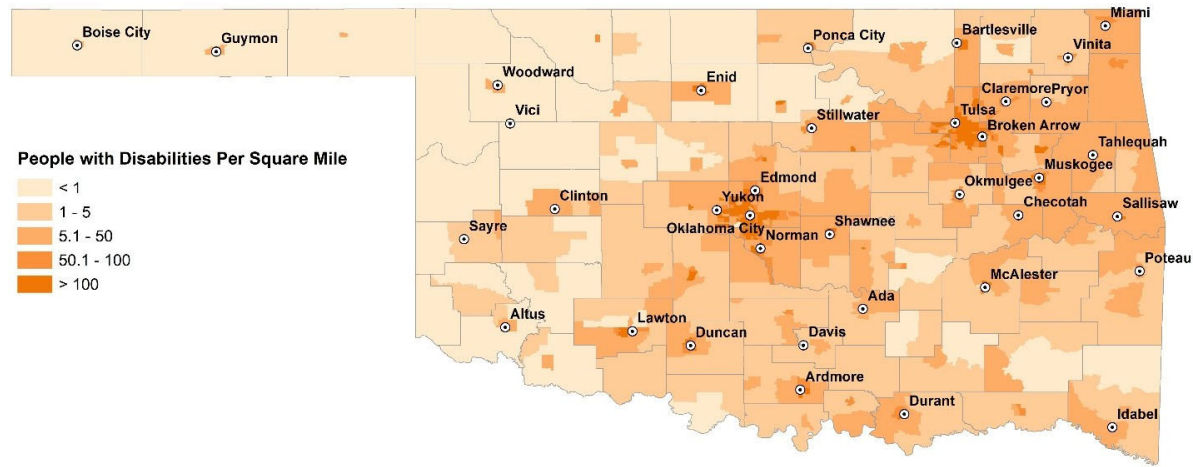 Miami
Boise City
Guymon
Ponca City
Bartlesville
Vinita
Woodward
Enid
Claremore
Pryor
Vici
Stillwater
Tulsa
Broken Arrow
Tahlequah
People with Disabilities Per Square Mile
< 1
1 - 5
5.1 - 50
50.1 - 100
> 100
Muskogee
Edmond
Okmulgee
Clinton
Yukon
Checotah
Sallisaw
Sayre
Oklahoma City
Shawnee
Norman
Poteau
McAlester
Ada
Altus
Lawton
Duncan
Davis
Ardmore
Durant
Idabel